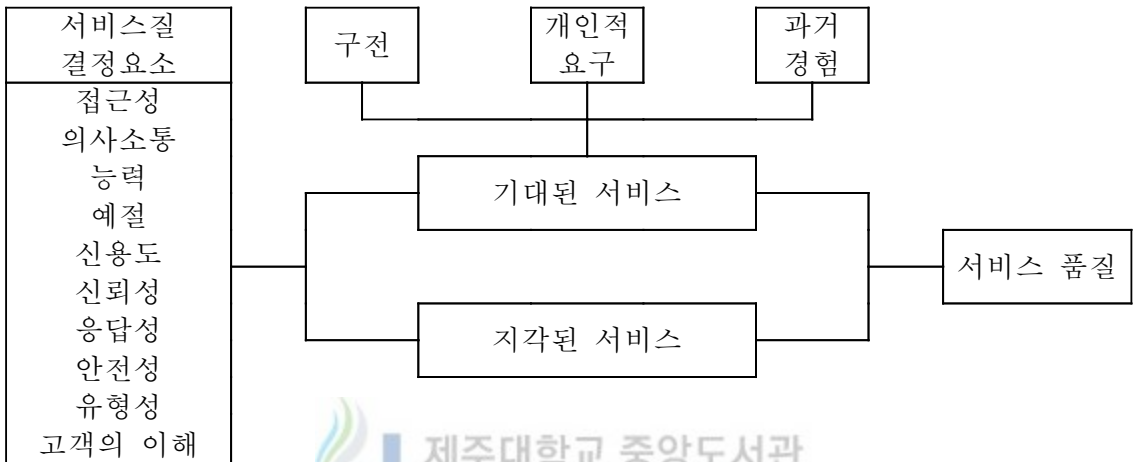 서비스질
결정요소
접근성
의사소통
능력
예절
신용도
신뢰성
응답성
안전성
유형성
고객의 이해
구전
개인적
요구
과거
경험
기대된 서비스
지각된 서비스
서비스 품질
제주대학교 중앙도서관